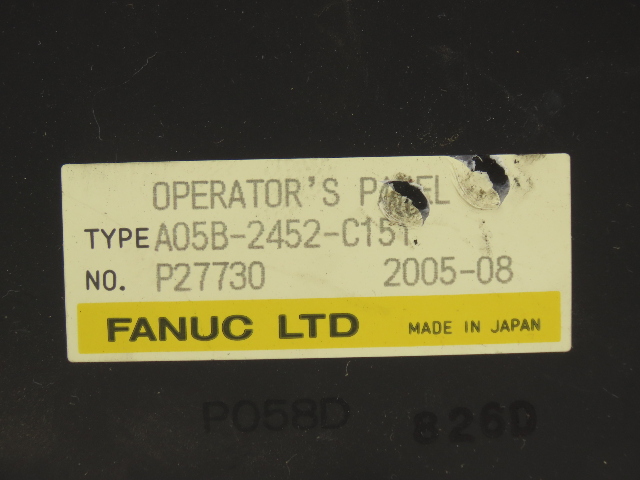 OPERATOR'S PANEL
TYPE A05B-2452-C151
NO. P27730 2005-08
FANUC LTD MADE IN JAPAN
P058D 826D